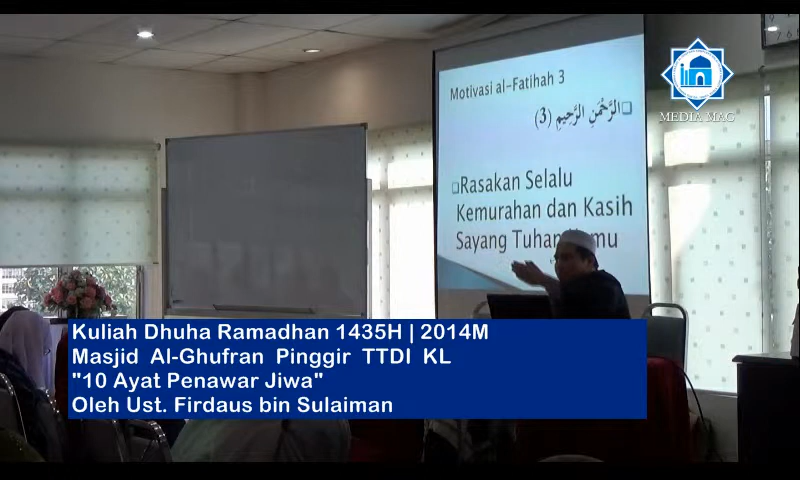 Motivasi al-Fatihah 3
الرَّحْمَنِ الرَّحِيمِ (3)
Rasakan Selalu
Kemurahan dan Kasih
Sayang
MEDIA MAG
Kuliah Dhuha Ramadhan 1435H | 2014M
Masjid Al-Ghufran Pinggir TTDI KL
"10 Ayat Penawar Jiwa"
Oleh Ust. Firdaus bin Sulaiman